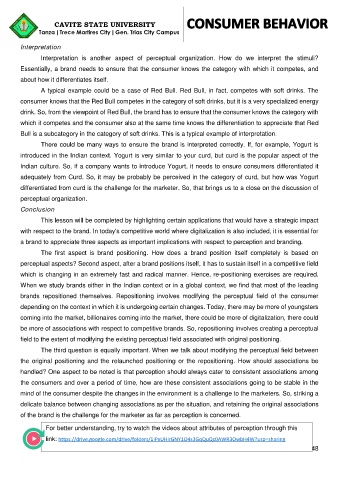 CAVITE STATE UNIVERSITY
Tanza | Trece Martires City | Gen. Trias City Campus
CONSUMER BEHAVIOR
Interpretation
Interpretation is another aspect of perceptual organization. How do we interpret the stimuli?
Essentially, a brand needs to ensure that the consumer knows the category with which it competes, and
about how it differentiates itself.
A typical example could be a case of Red Bull. Red Bull, in fact, competes with soft drinks. The
consumer knows that the Red Bull competes in the category of soft drinks, but it is a very specialized energy
drink. So, from the viewpoint of Red Bull, the brand has to ensure that the consumer knows the category with
which it competes and the consumer also at the same time knows the differentiation to appreciate that Red
Bull is a subcategory in the category of soft drinks. This is a typical example of interpretation.
There could be many ways to ensure the brand is interpreted correctly. If, for example, Yogurt is
introduced in the Indian context. Yogurt is very similar to your curd, but curd is the popular aspect of the
Indian culture. So, if a company wants to introduce Yogurt, it needs to ensure consumers differentiated it
adequately from Curd. So, it may be probably be perceived in the category of curd, but how was Yogurt
differentiated from curd is the challenge for the marketer. So, that brings us to a close on the discussion of
perceptual organization.
Conclusion
This lesson will be completed by highlighting certain applications that would have a strategic impact
with respect to the brand. In today's competitive world where digitalization is also included, it is essential for
a brand to appreciate three aspects as important implications with respect to perception and branding.
The first aspect is brand positioning. How does a brand position itself completely is based on
perceptual aspects? Second aspect, after a brand positions itself, it has to sustain itself in a competitive field
which is changing in an extremely fast and radical manner. Hence, re-positioning exercises are required.
When we study brands either in the Indian context or in a global context, we find that most of the leading
brands repositioned themselves. Repositioning involves modifying the perceptual field of the consumer
depending on the context in which it is undergoing certain changes. Today, there may be more of youngsters
coming into the market, billionaires coming into the market, there could be more of digitalization, there could
be more of associations with respect to competitive brands. So, repositioning involves creating a perceptual
field to the extent of modifying the existing perceptual field associated with original positioning.
The third question is equally important. When we talk about modifying the perceptual field between
the original positioning and the relaunched positioning or the repositioning. How should associations be
handled? One aspect to be noted is that perception should always cater to consistent associations among
the consumers and over a period of time, how are these consistent associations going to be stable in the
mind of the consumer despite the changes in the environment is a challenge to the marketers. So, striking a
delicate balance between changing associations as per the situation, and retaining the original associations
of the brand is the challenge for the marketer as far as perception is concerned.
For better understanding, try to watch the videos about attributes of perception through this
link:
48